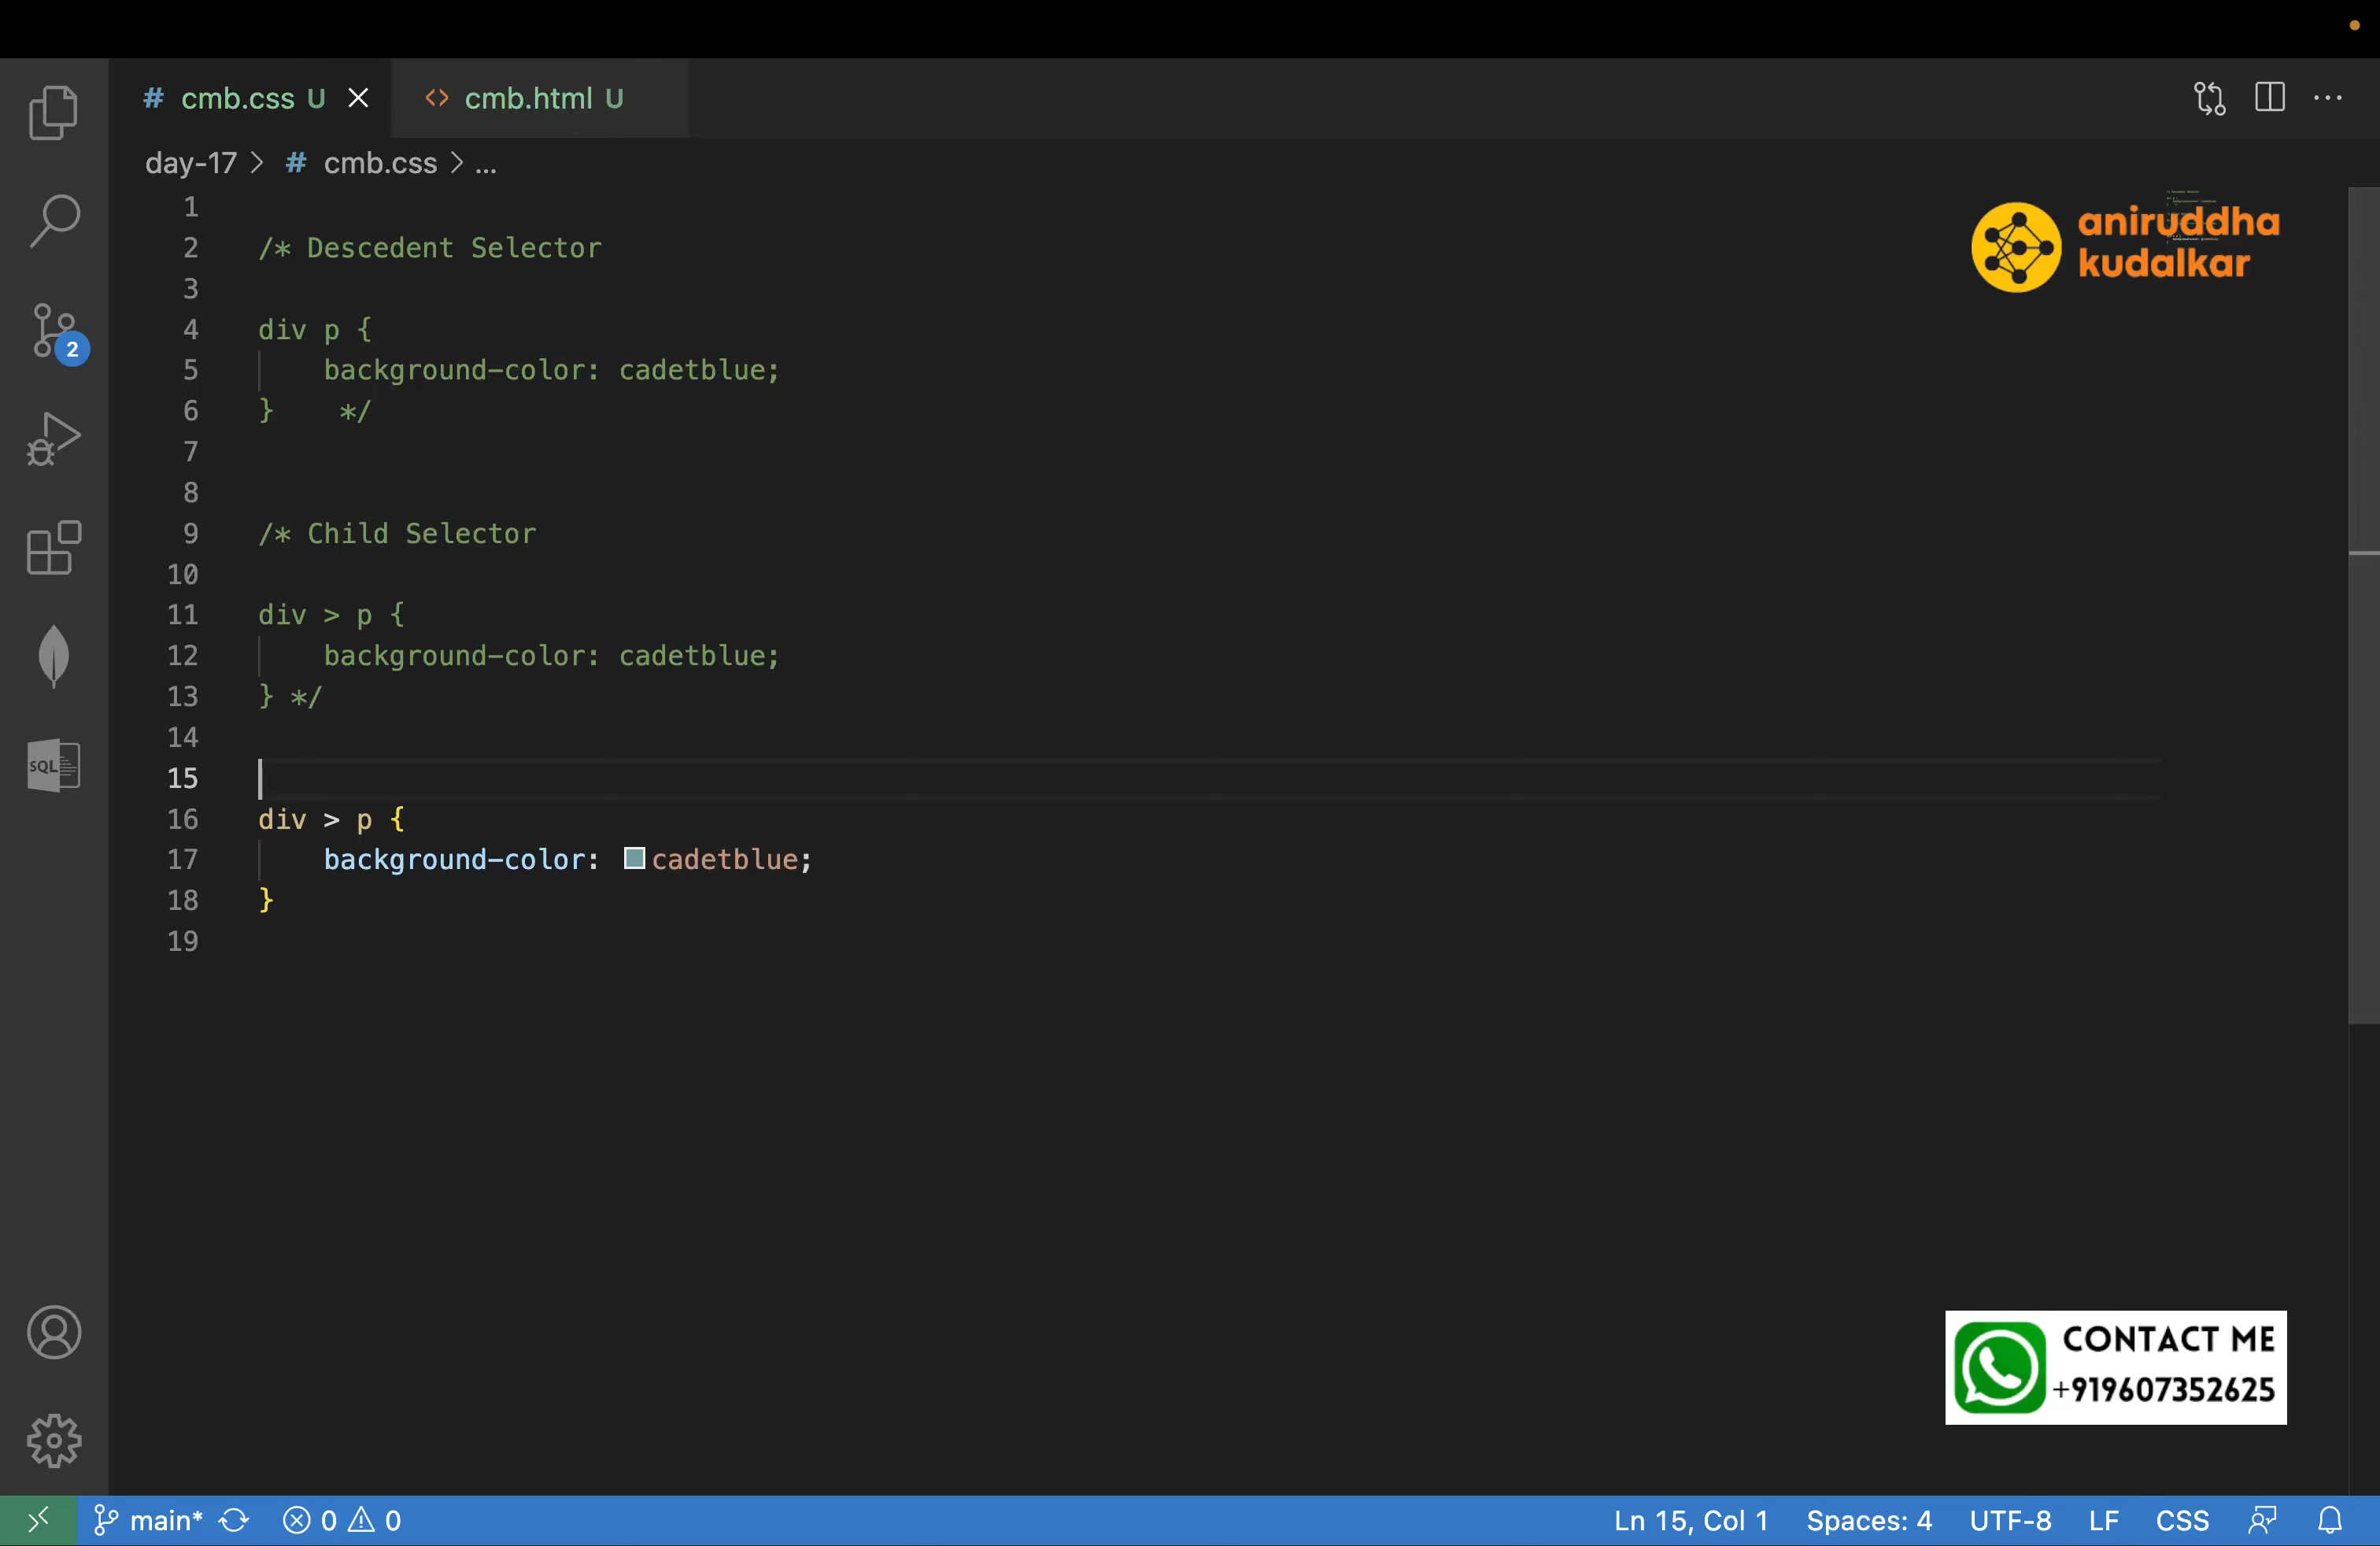 # cmb.css U
<> cmb.html U
day-17 > # cmb.css > ...
1
2 /* Descedent Selector
3
4 div p {
5 background-color: cadetblue;
6 } */
7
8
9 /* Child Selector
10
11 div > p {
12 background-color: cadetblue;
13 } */
14
15
16 div > p {
17 background-color: cadetblue;
18 }
19
aniruddha
kudalkar
2
SQL
CONTACT ME
+919607352625
main* 0 0 Ln 15, Col 1 Spaces: 4 UTF-8 LF CSS